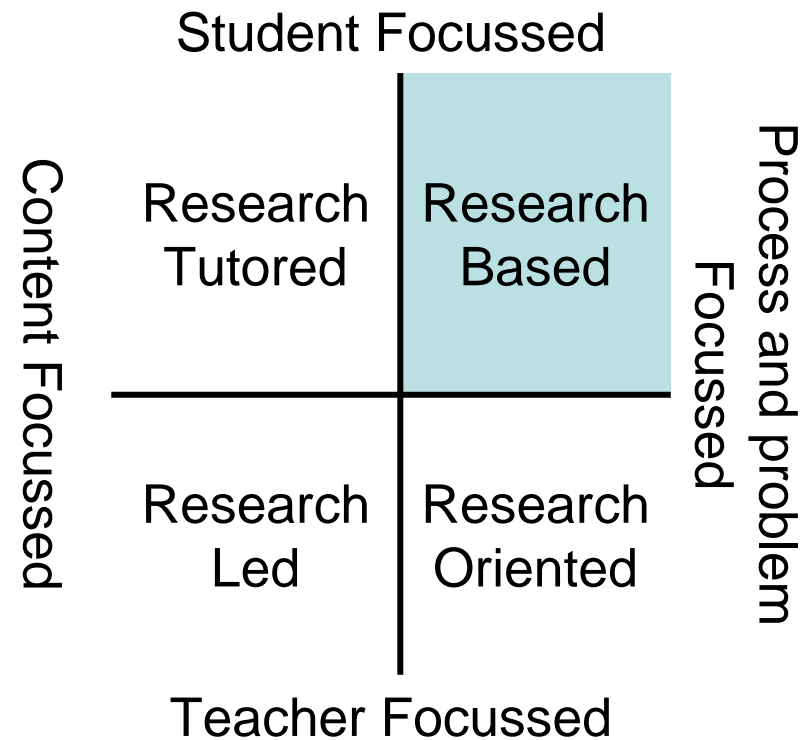 Student Focussed
Content Focussed
Research
Tutored
Research
Based
Process and problem
Focussed
Research
Led
Research
Oriented
Teacher Focussed